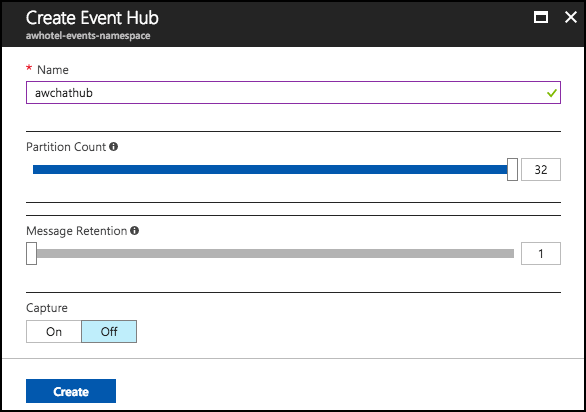 Create Event Hub
awhotel-events-namespace
* Name
awchathub
Partition Count
32
Message Retention
1
Capture
On Off
Create